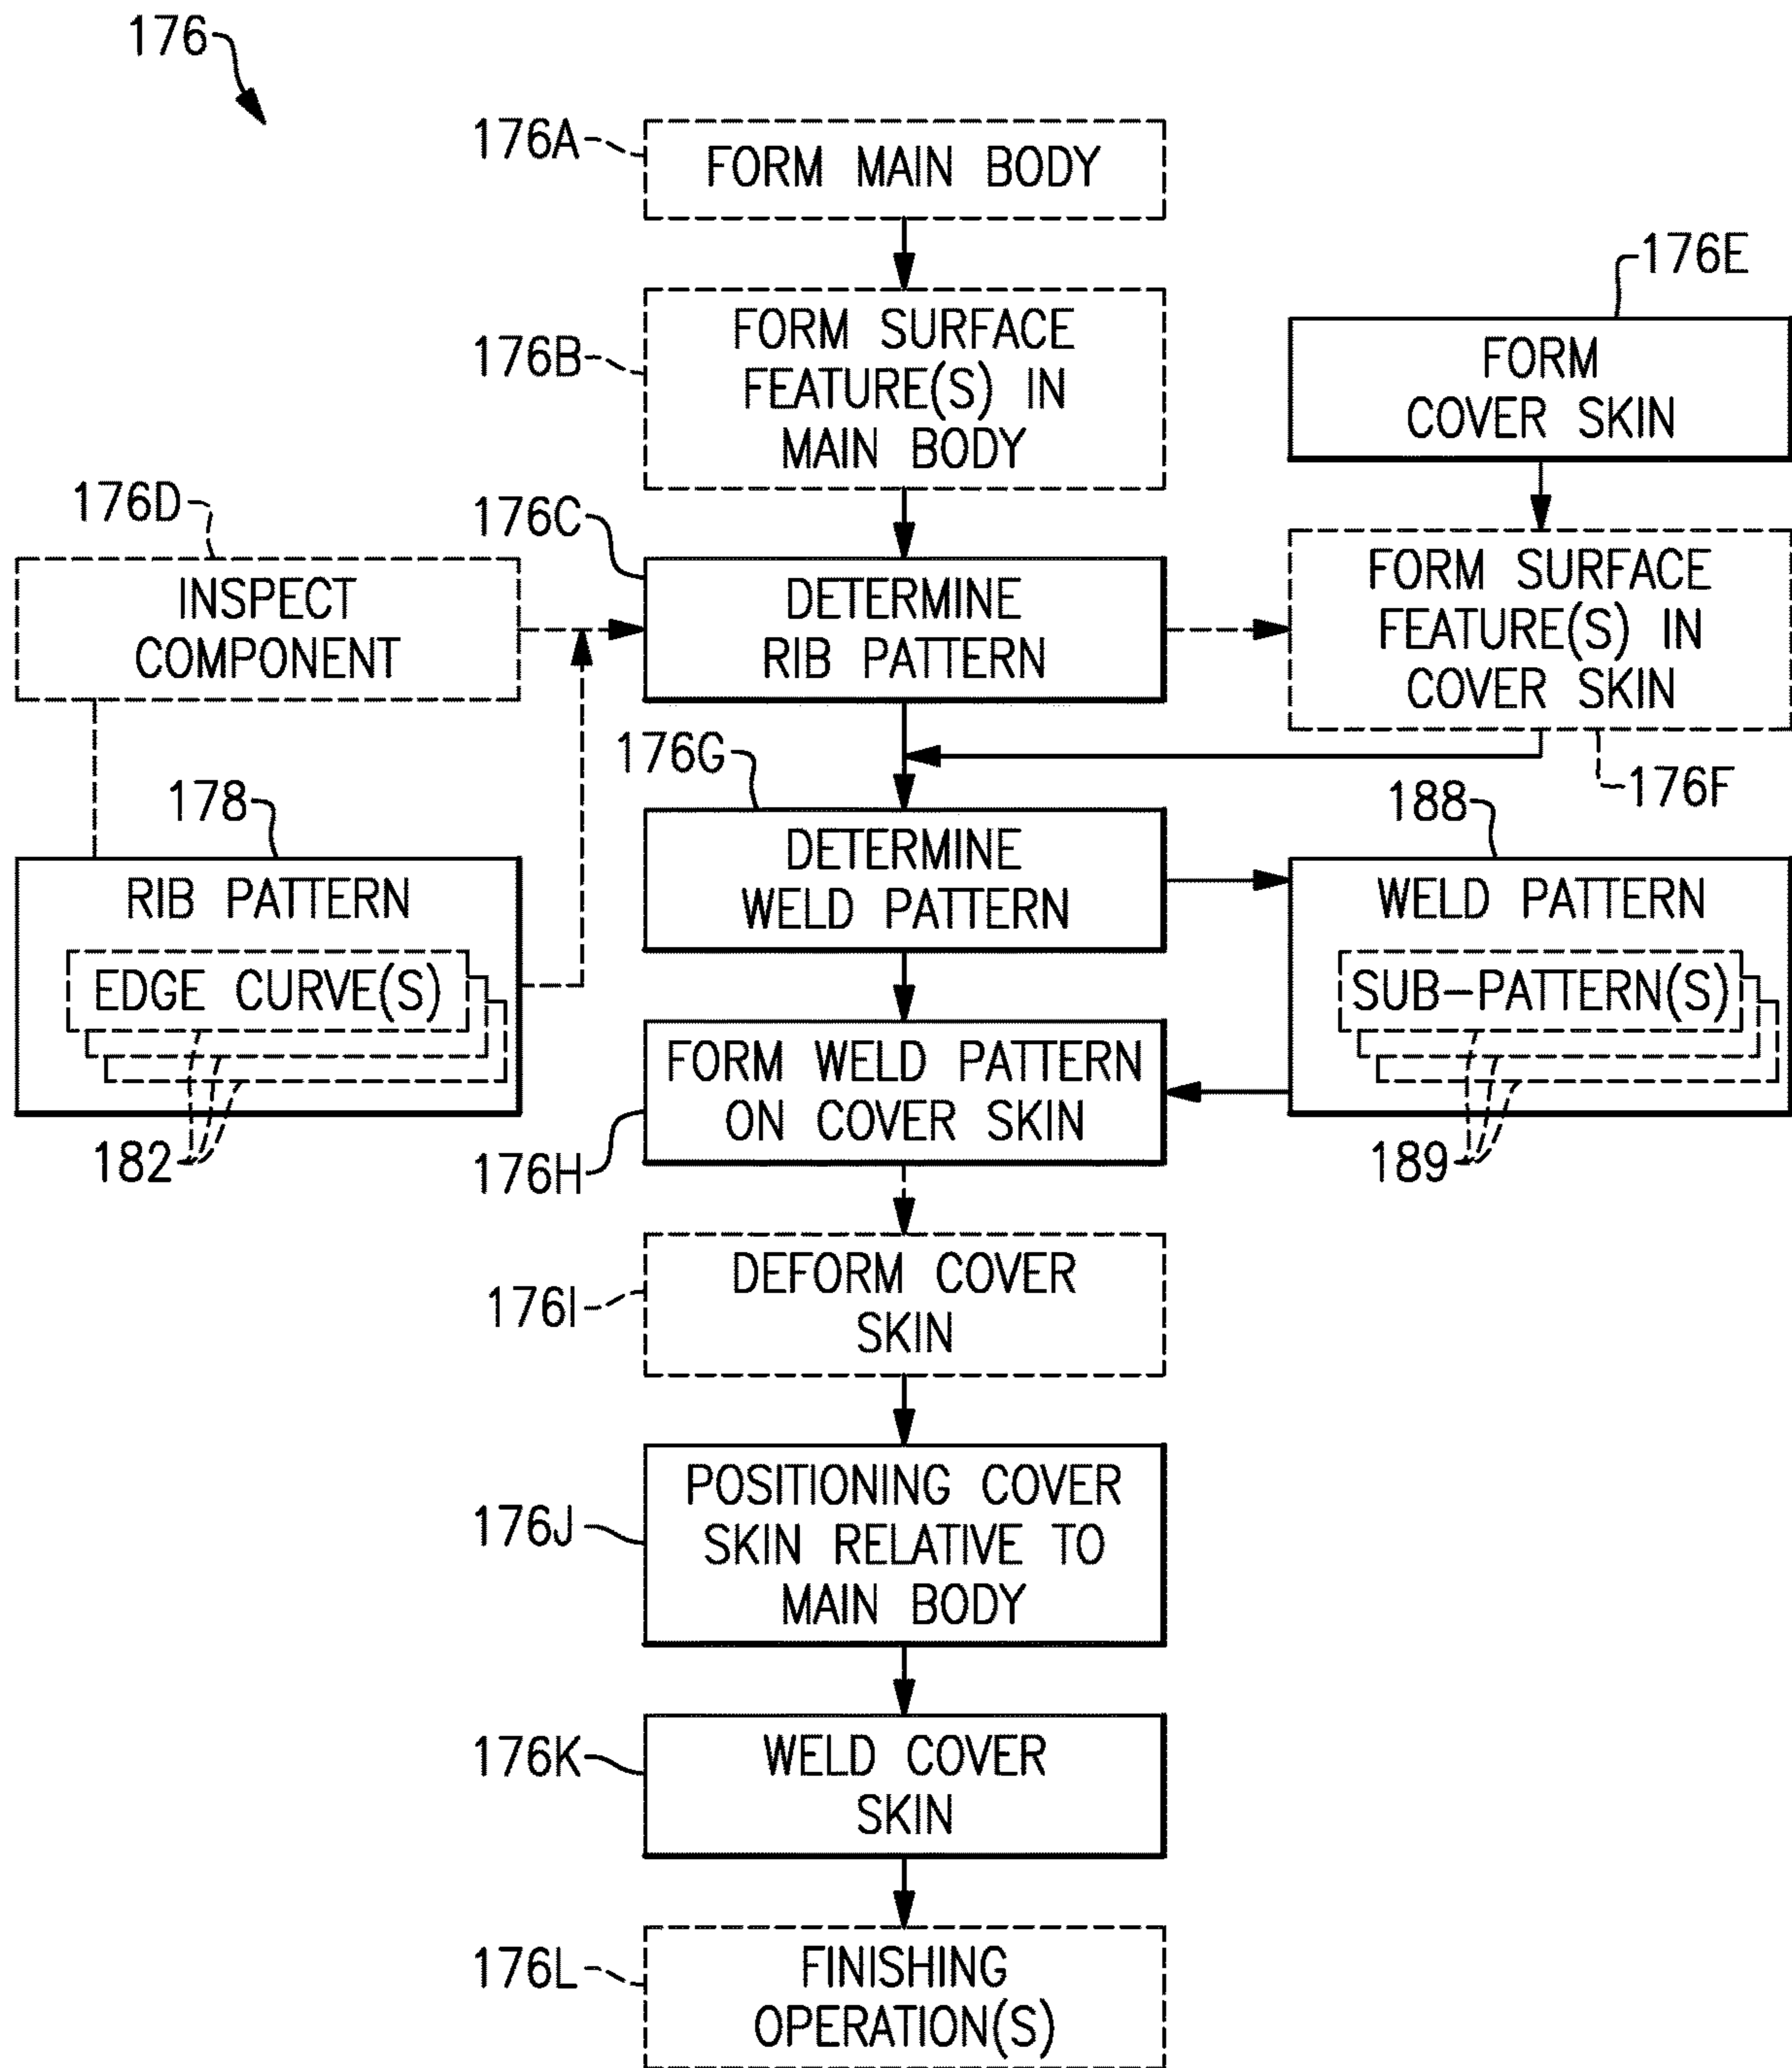 176
176A
FORM MAIN BODY
176B
FORM SURFACE
FEATURE(S) IN
MAIN BODY
176E
FORM
COVER SKIN
176D
INSPECT
COMPONENT
176C
DETERMINE
RIB PATTERN
FORM SURFACE
FEATURE(S) IN
COVER SKIN
176F
178
RIB PATTERN
EDGE CURVE(S)
182
176G
DETERMINE
WELD PATTERN
188
WELD PATTERN
SUB-PATTERN(S)
189
FORM WELD PATTERN
ON COVER SKIN
176H
176I
DEFORM COVER
SKIN
176J
POSITIONING COVER
SKIN RELATIVE TO
MAIN BODY
176K
WELD COVER
SKIN
176L
FINISHING
OPERATION(S)